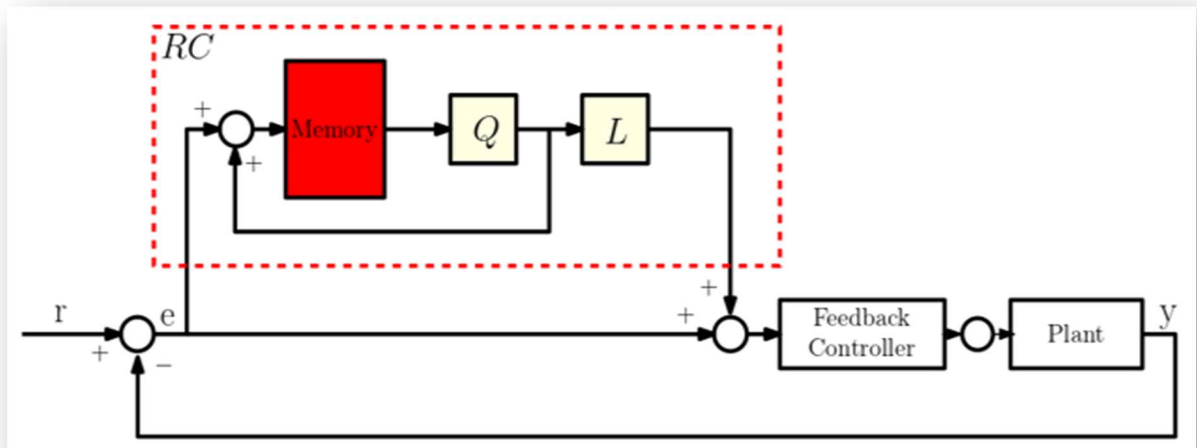 RC
+
Memory
Q
L
+
r
+
e
−
+
+
Feedback
Controller
Plant
y